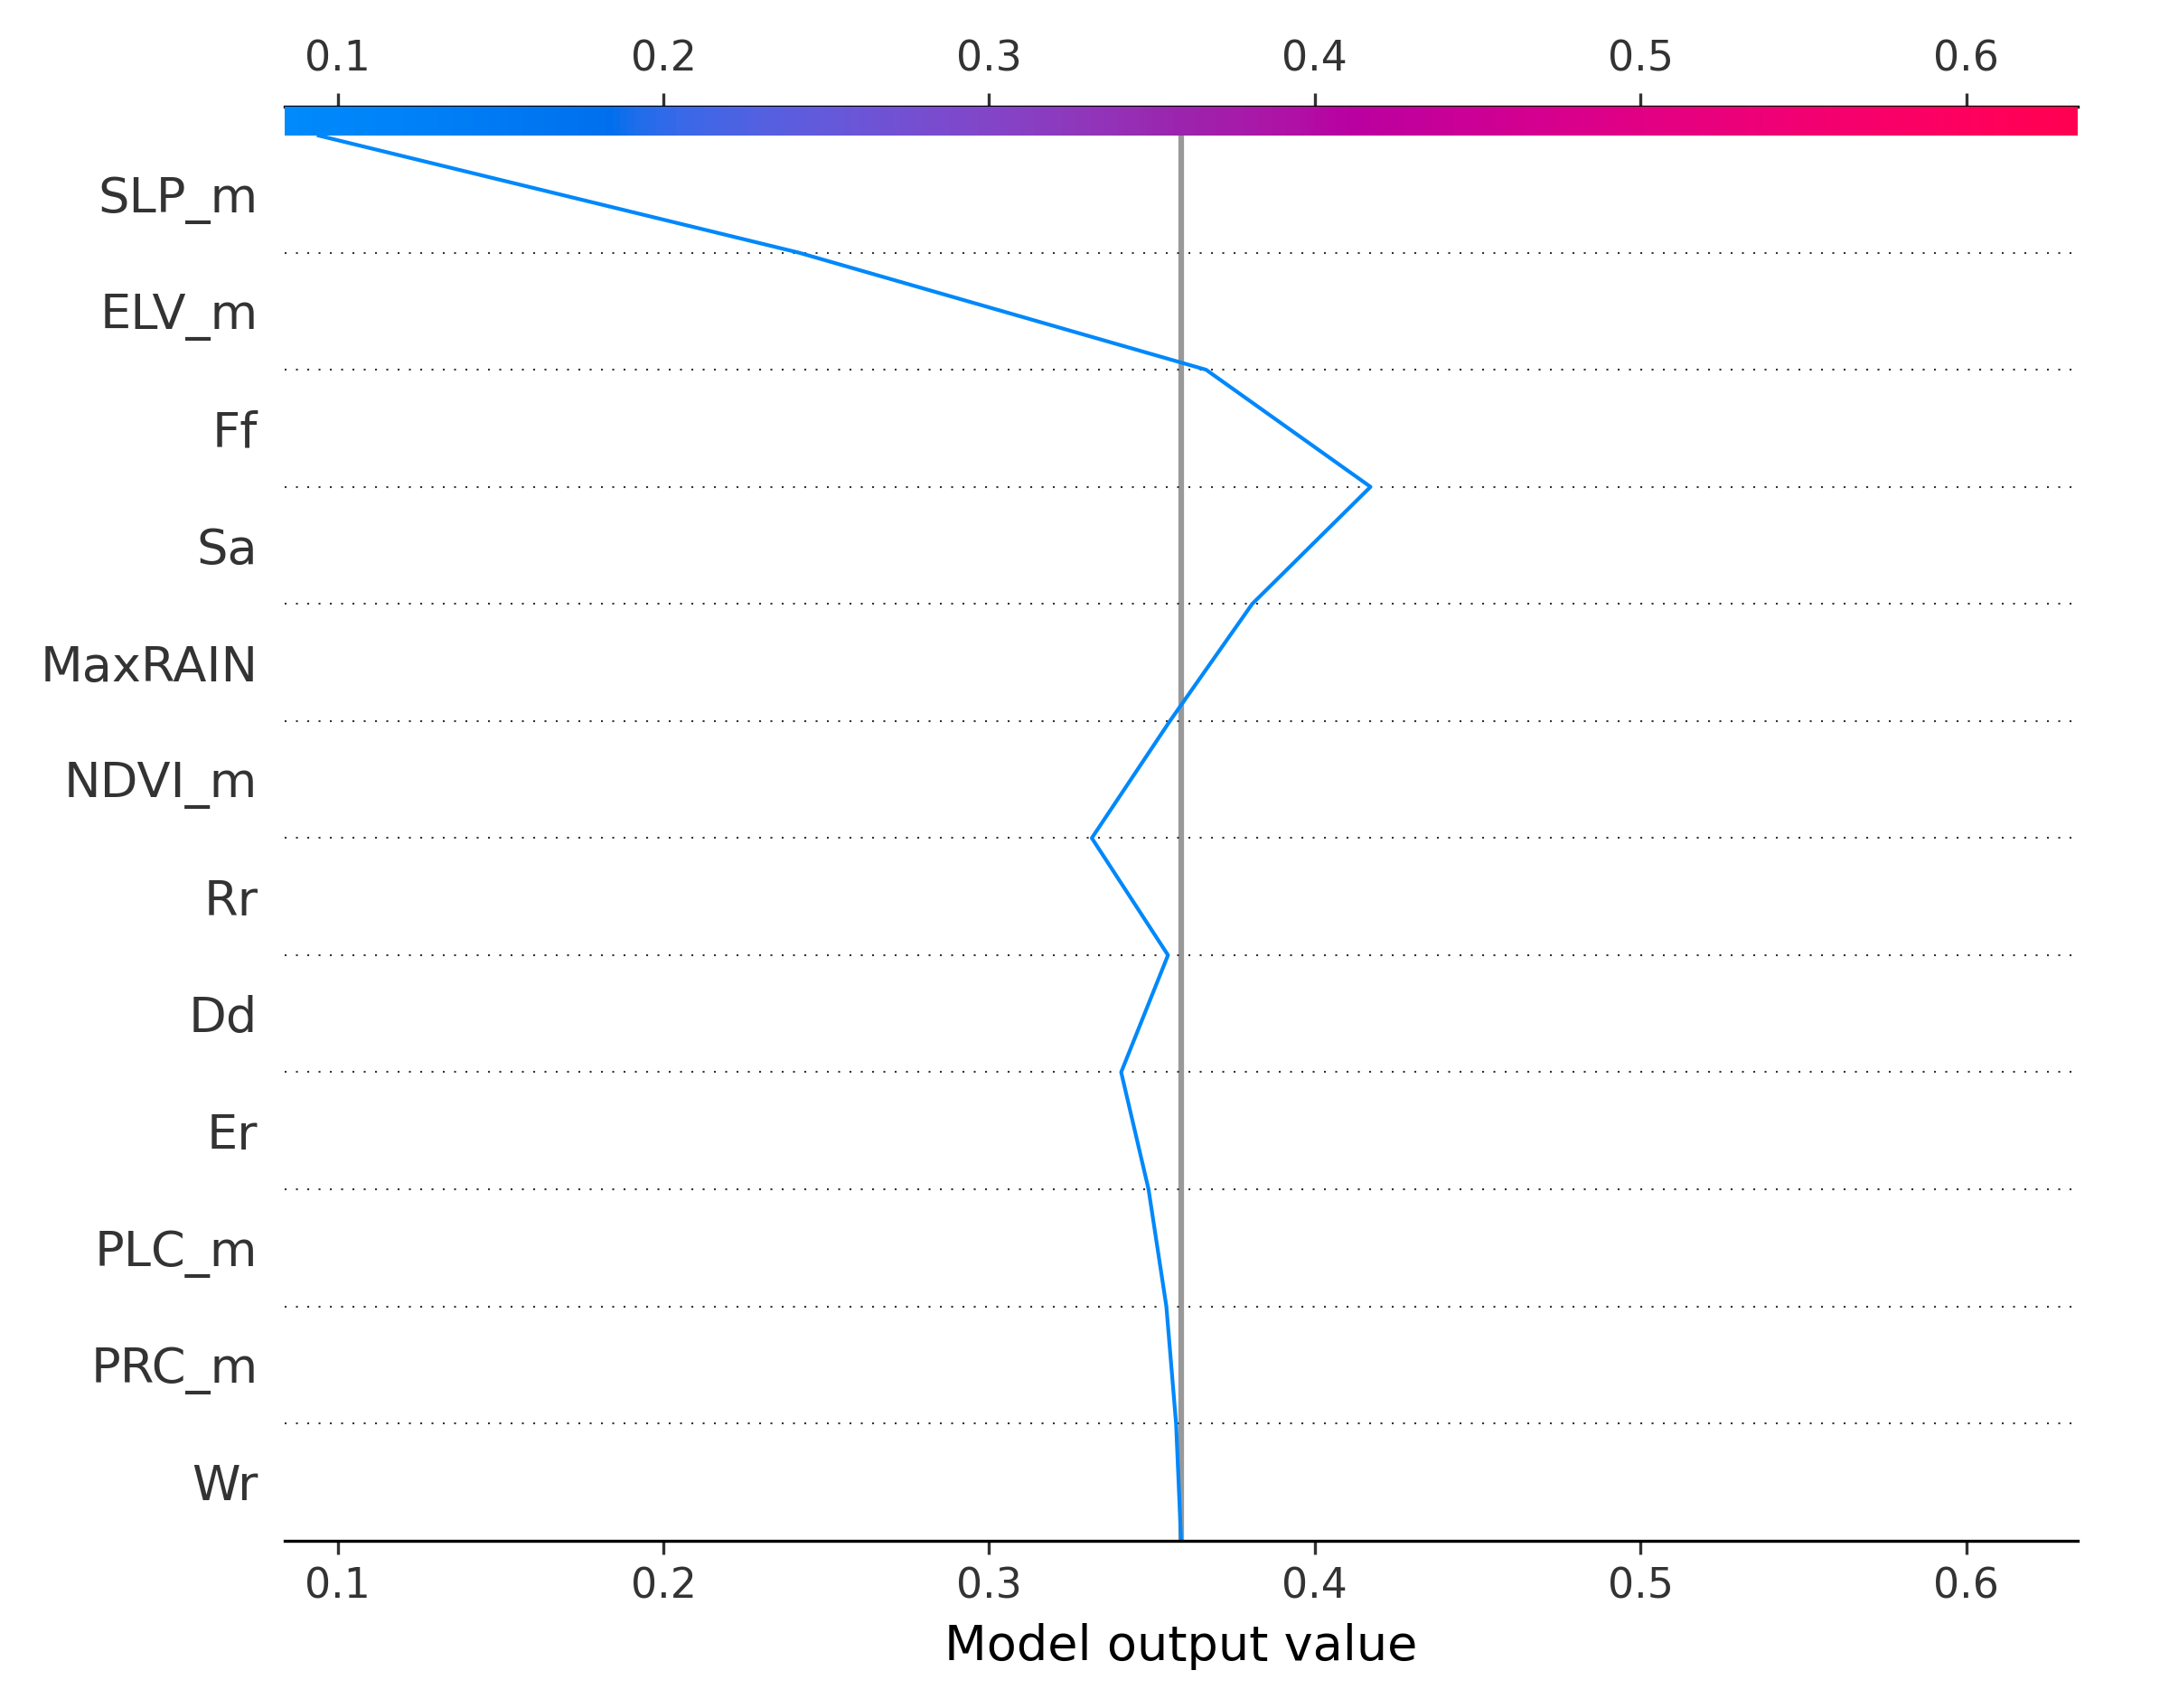 0.1 0.2 0.3 0.4 0.5 0.6
SLP_m
ELV_m
Ff
Sa
MaxRAIN
NDVI_m
Rr
Dd
Er
PLC_m
PRC_m
Wr
0.1 0.2 0.3 0.4 0.5 0.6
Model output value